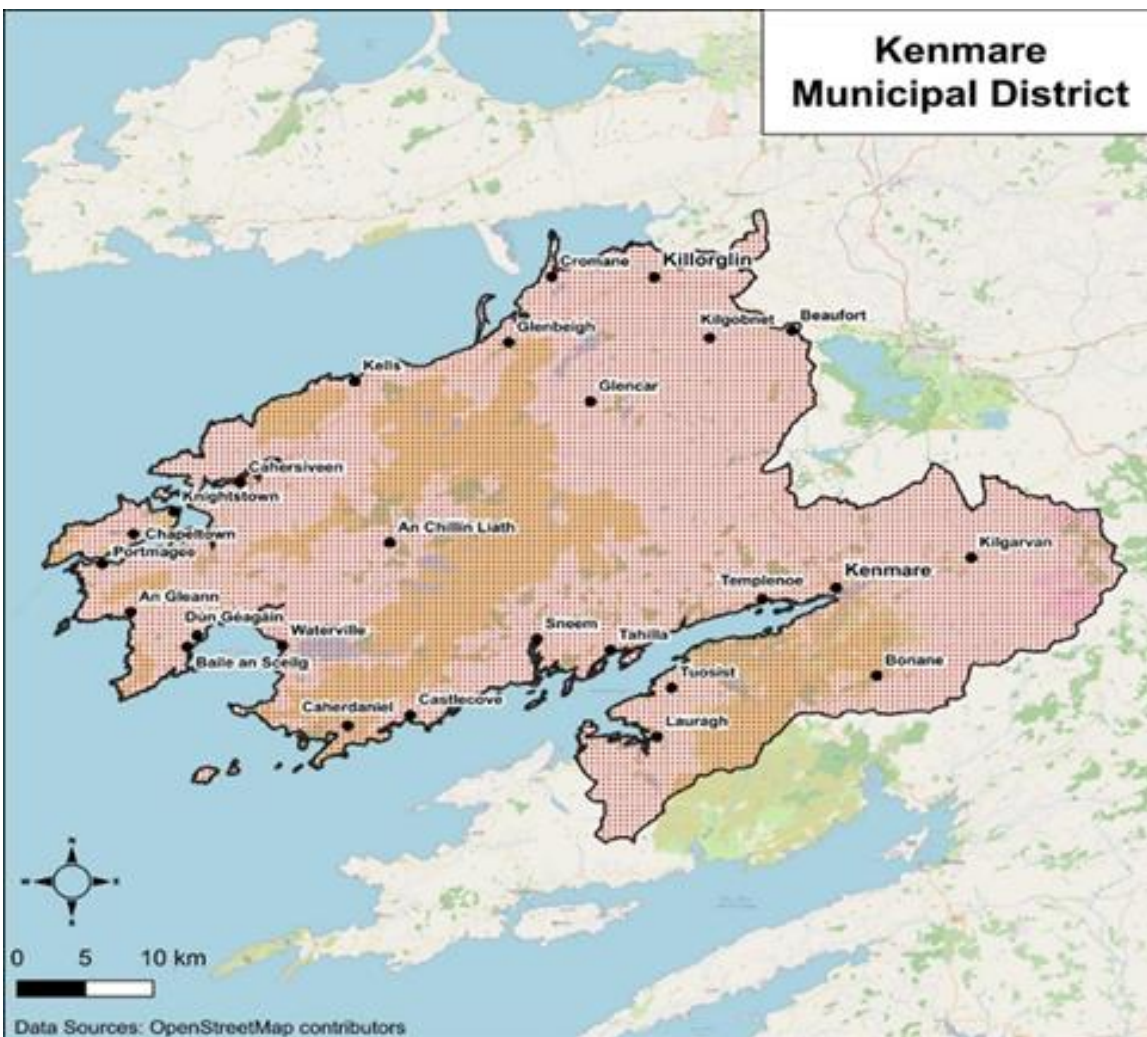 Kenmare
Municipal District
Cromane
Killorglin
Kilgobnet
Beaufort
Glenbeigh
Kells
Glencar
Cahersiveen
Knightstown
Chapeltown
An Chillín Liath
Portmagee
Kilgarvan
Kenmare
Templenoe
An Gleann
Dún Géagáin
Waterville
Sneem
Tahilla
Baile an Sceilg
Bonane
Tuosist
Castlecove
Caherdaniel
Lauragh
N
W
E
S
0 5 10 km
Data Sources: OpenStreetMap contributors